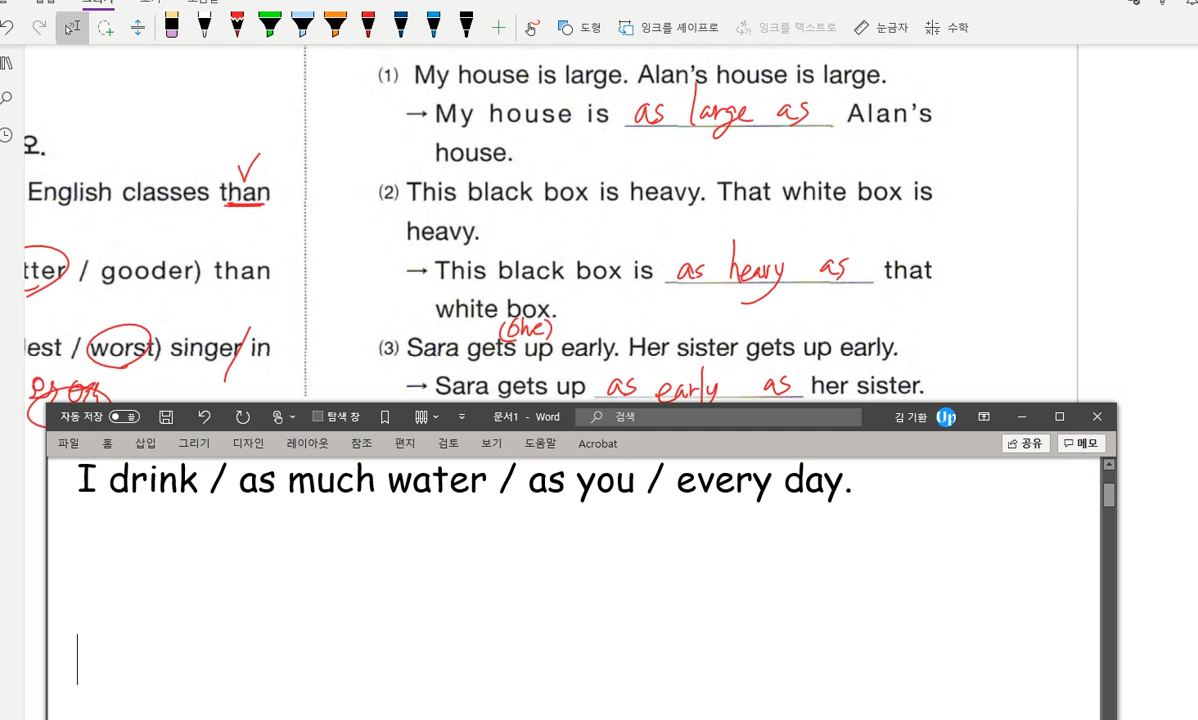 도형
잉크를 셰이프로
잉크를 텍스트로
눈금자
수학
오.
English classes than
tter / gooder) than
est / worst) singer / in
(1) My house is large. Alan's house is large.
→ My house is as large as Alan's
house.
(2) This black box is heavy. That white box is
heavy.
→ This black box is as heavy as that
white box.
(she)
(3) Sara gets up early. Her sister gets up early.
→ Sara gets up as early as her sister.
자동 저장 끔 탐색 창 문서1 - Word 검색 김 기환 Up
파일 홈 삽입 그리기 디자인 레이아웃 참조 편지 검토 보기 도움말 Acrobat 공유 메모
I drink / as much water / as you / every day.